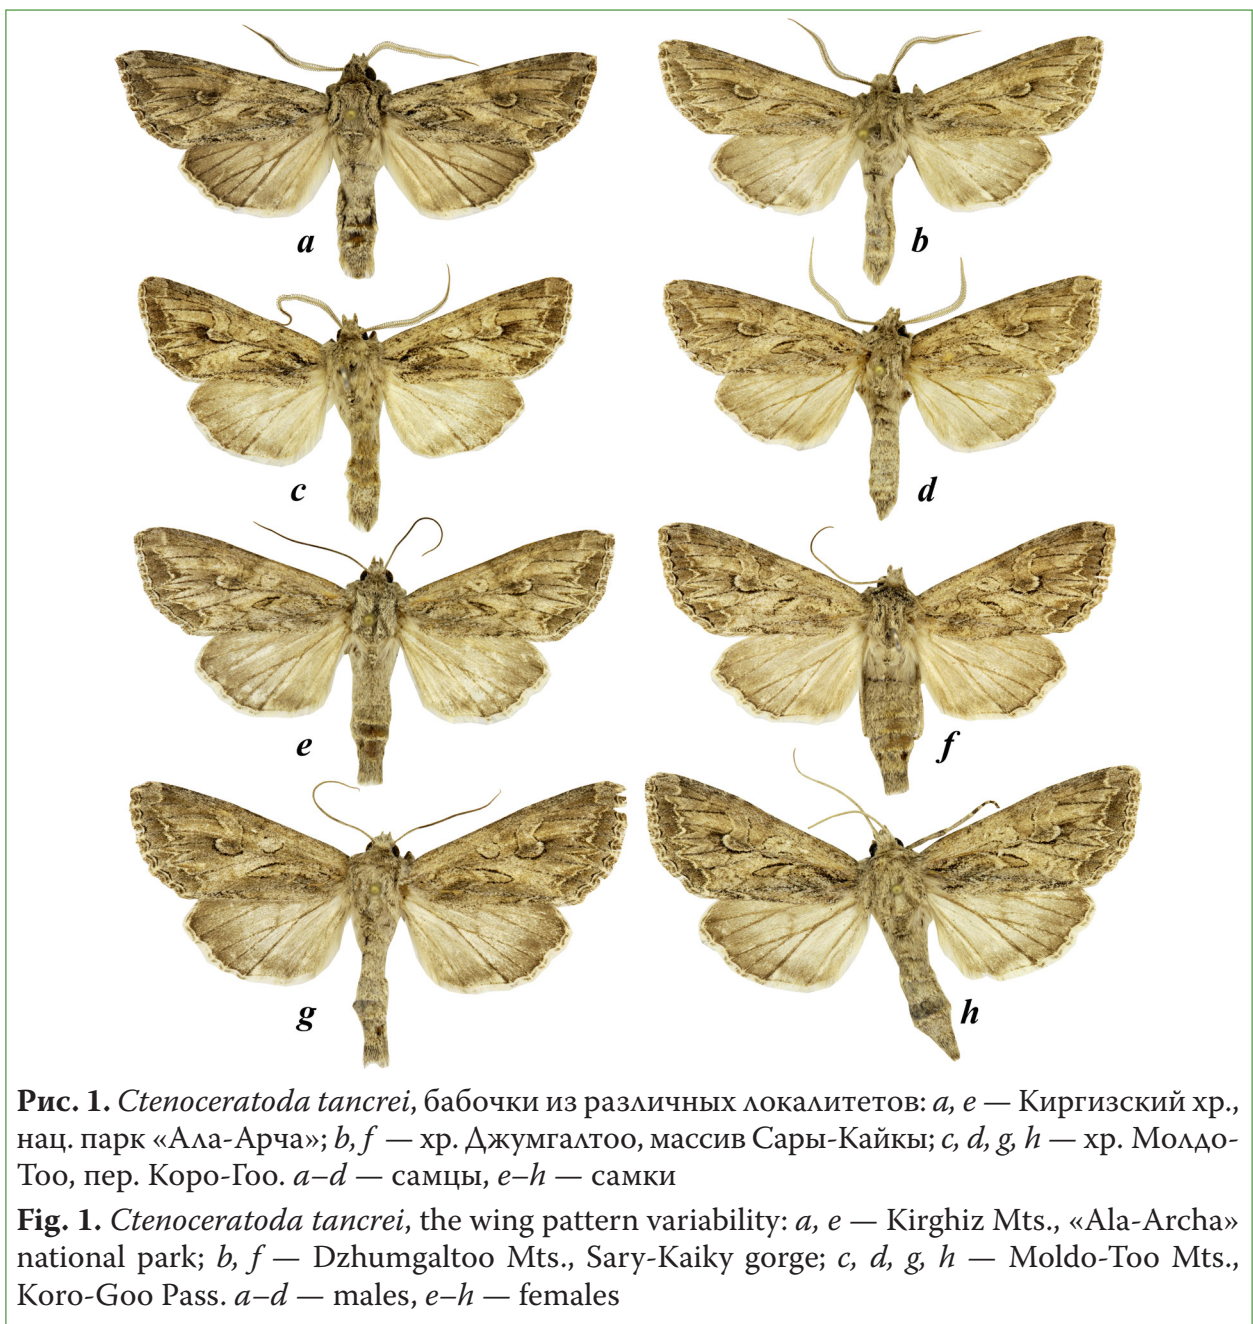 a
b
c
d
e
f
g
h
Рис. 1. Ctenoceratoda tancrei, бабочки из различных локалитетов: a, e — Киргизский хр.,
нац. парк «Ала-Арча»; b, f — хр. Джумгалтоо, массив Сары-Кайкы; c, d, g, h — хр. Молдо-
Тоо, пер. Коро-Гоо. a–d — самцы, e–h — самки
Fig. 1. Ctenoceratoda tancrei, the wing pattern variability: a, e — Kirghiz Mts., «Ala-Archa»
national park; b, f — Dzhumgaltoo Mts., Sary-Kaiky gorge; c, d, g, h — Moldo-Too Mts.,
Koro-Goo Pass. a–d — males, e–h — females